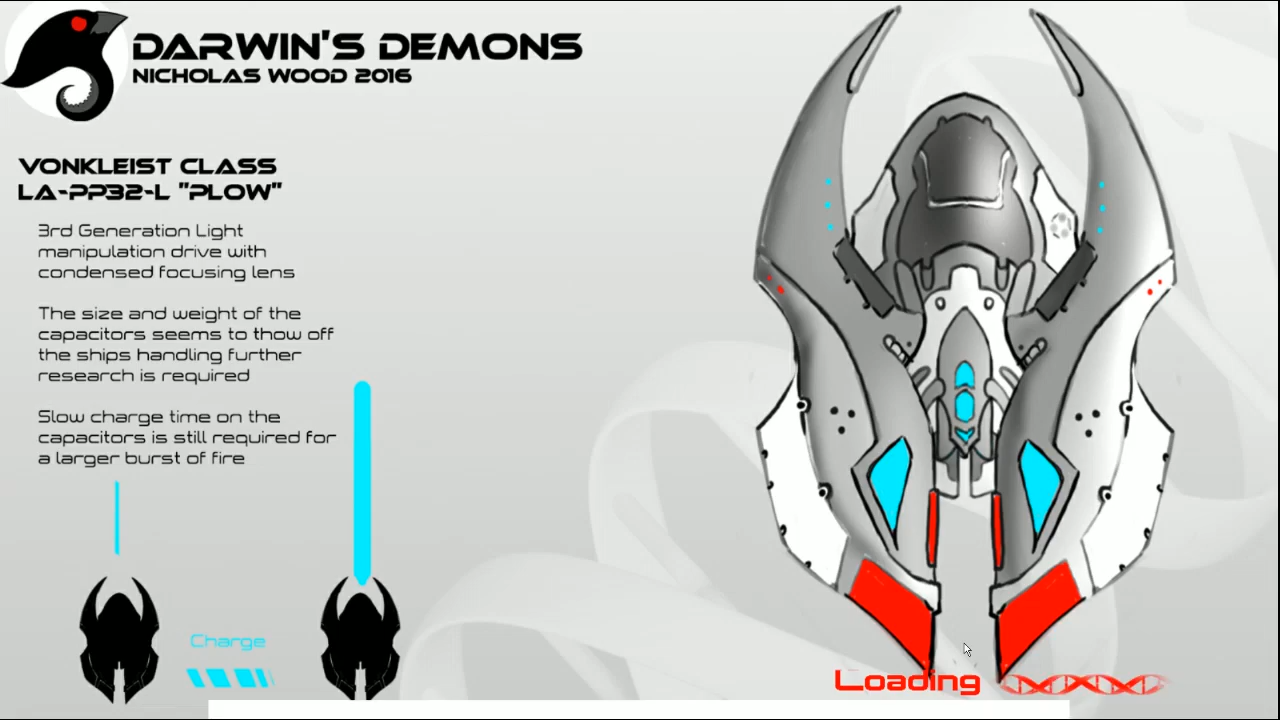 DARWIN'S DEMONS
NICHOLAS WOOD 2016
VONKLEIST CLASS
LA-PP32-L "PLOW"
3rd Generation Light
manipulation drive with
condensed focusing lens
The size and weight of the
capacitors seems to thow off
the ships handling further
research is required
Slow charge time on the
capacitors is still required for
a larger burst of fire
Charge
Loading